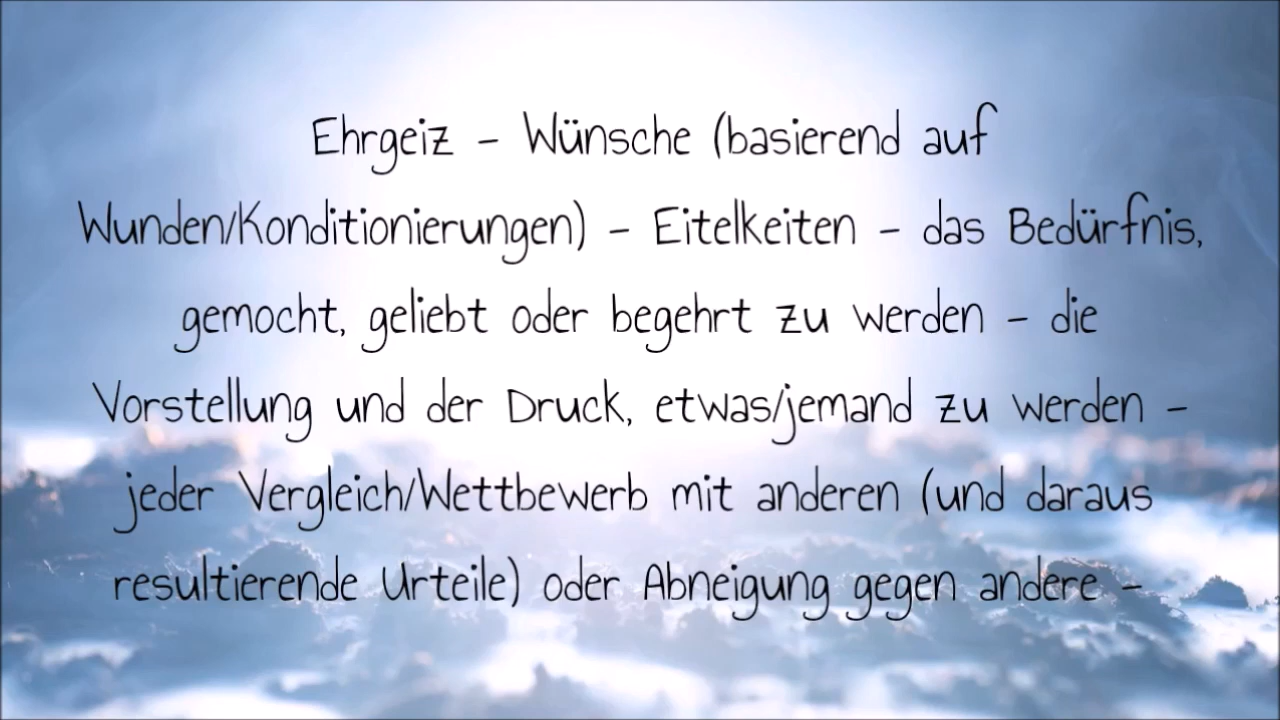 Ehrgeiz - Wünsche (basierend auf
Wunden/Konditionierungen) - Eitelkeiten - das Bedürfnis,
gemocht, geliebt oder begehrt zu werden - die
Vorstellung und der Druck, etwas/jemand zu werden -
jeder Vergleich/Wettbewerb mit anderen (und daraus
resultierende Urteile) oder Abneigung gegen andere -